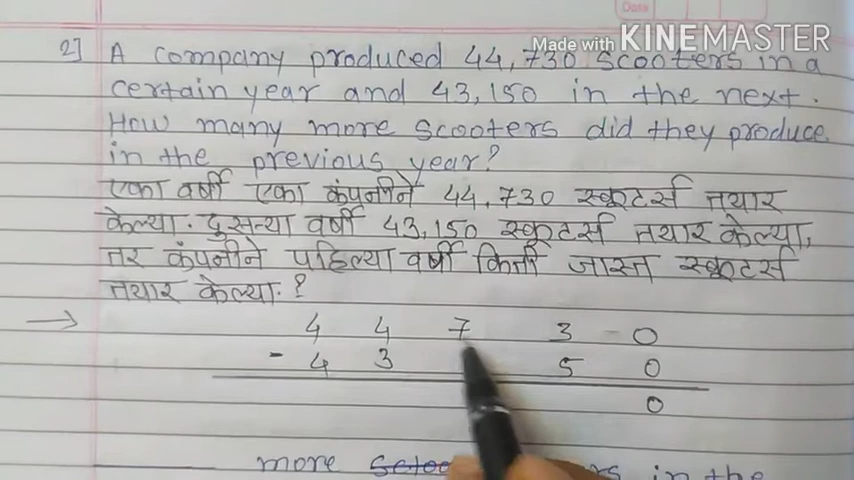 Date
Made with KINEMASTER
2] A company produced 44,730 scooters in a
certain year and 43,150 in the next.
How many more scooters did they produce
in the previous year?
एका वर्षी एका कंपनीने 44,730 स्कूटर्स तयार
केल्या. दुसऱ्या वर्षी 43,150 स्कूटर्स तयार केल्या,
तर कंपनीने पहिल्या वर्षी किती जास्त स्कूटर्स
तयार केल्या.?
→ 4 4 7 3 0
- 4 3 5 0
0
more in the